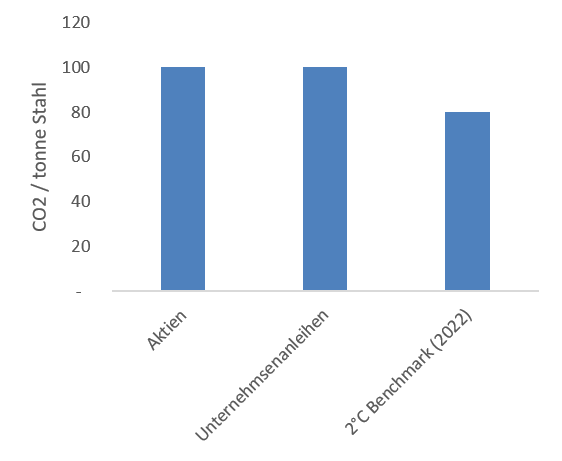 120
100
80
60
40
20
-
CO2 / tonne Stahl
Aktien
Unternehmsenanleihen
2°C Benchmark (2022)